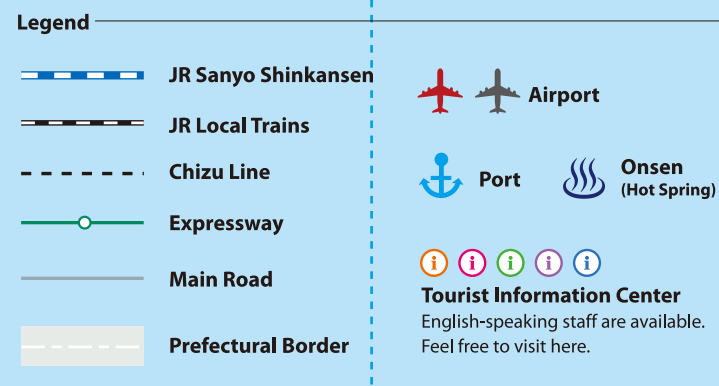 Legend
JR Sanyo Shinkansen
JR Local Trains
Chizu Line
Expressway
Main Road
Prefectural Border
Airport
Port
Onsen
(Hot Spring)
i i i i i
Tourist Information Center
English-speaking staff are available.
Feel free to visit here.